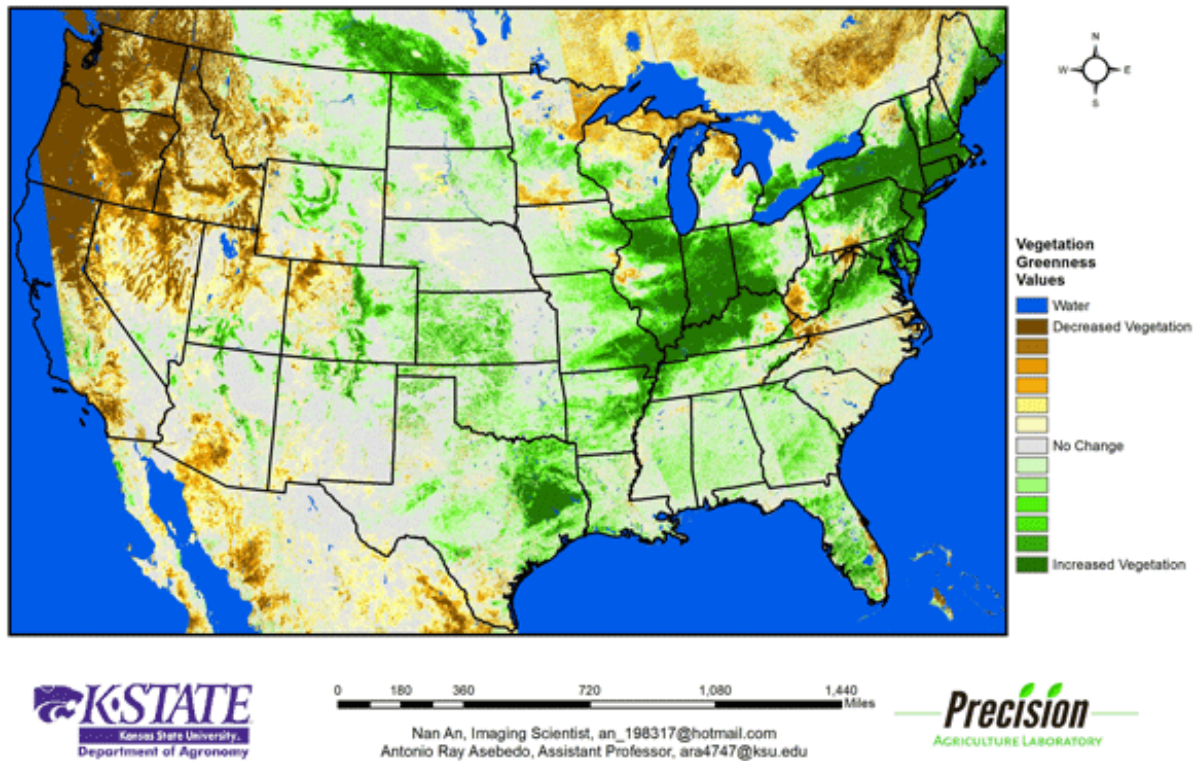 N
W E
S
Vegetation
Greenness
Values
Water
Decreased Vegetation
No Change
Increased Vegetation
K-STATE
Kansas State University.
Department of Agronomy
0 180 360 720 1,080 1,440
Miles
Nan An, Imaging Scientist, an_198317@hotmail.com
Antonio Ray Asebedo, Assistant Professor, ara4747@ksu.edu
Precision
AGRICULTURE LABORATORY